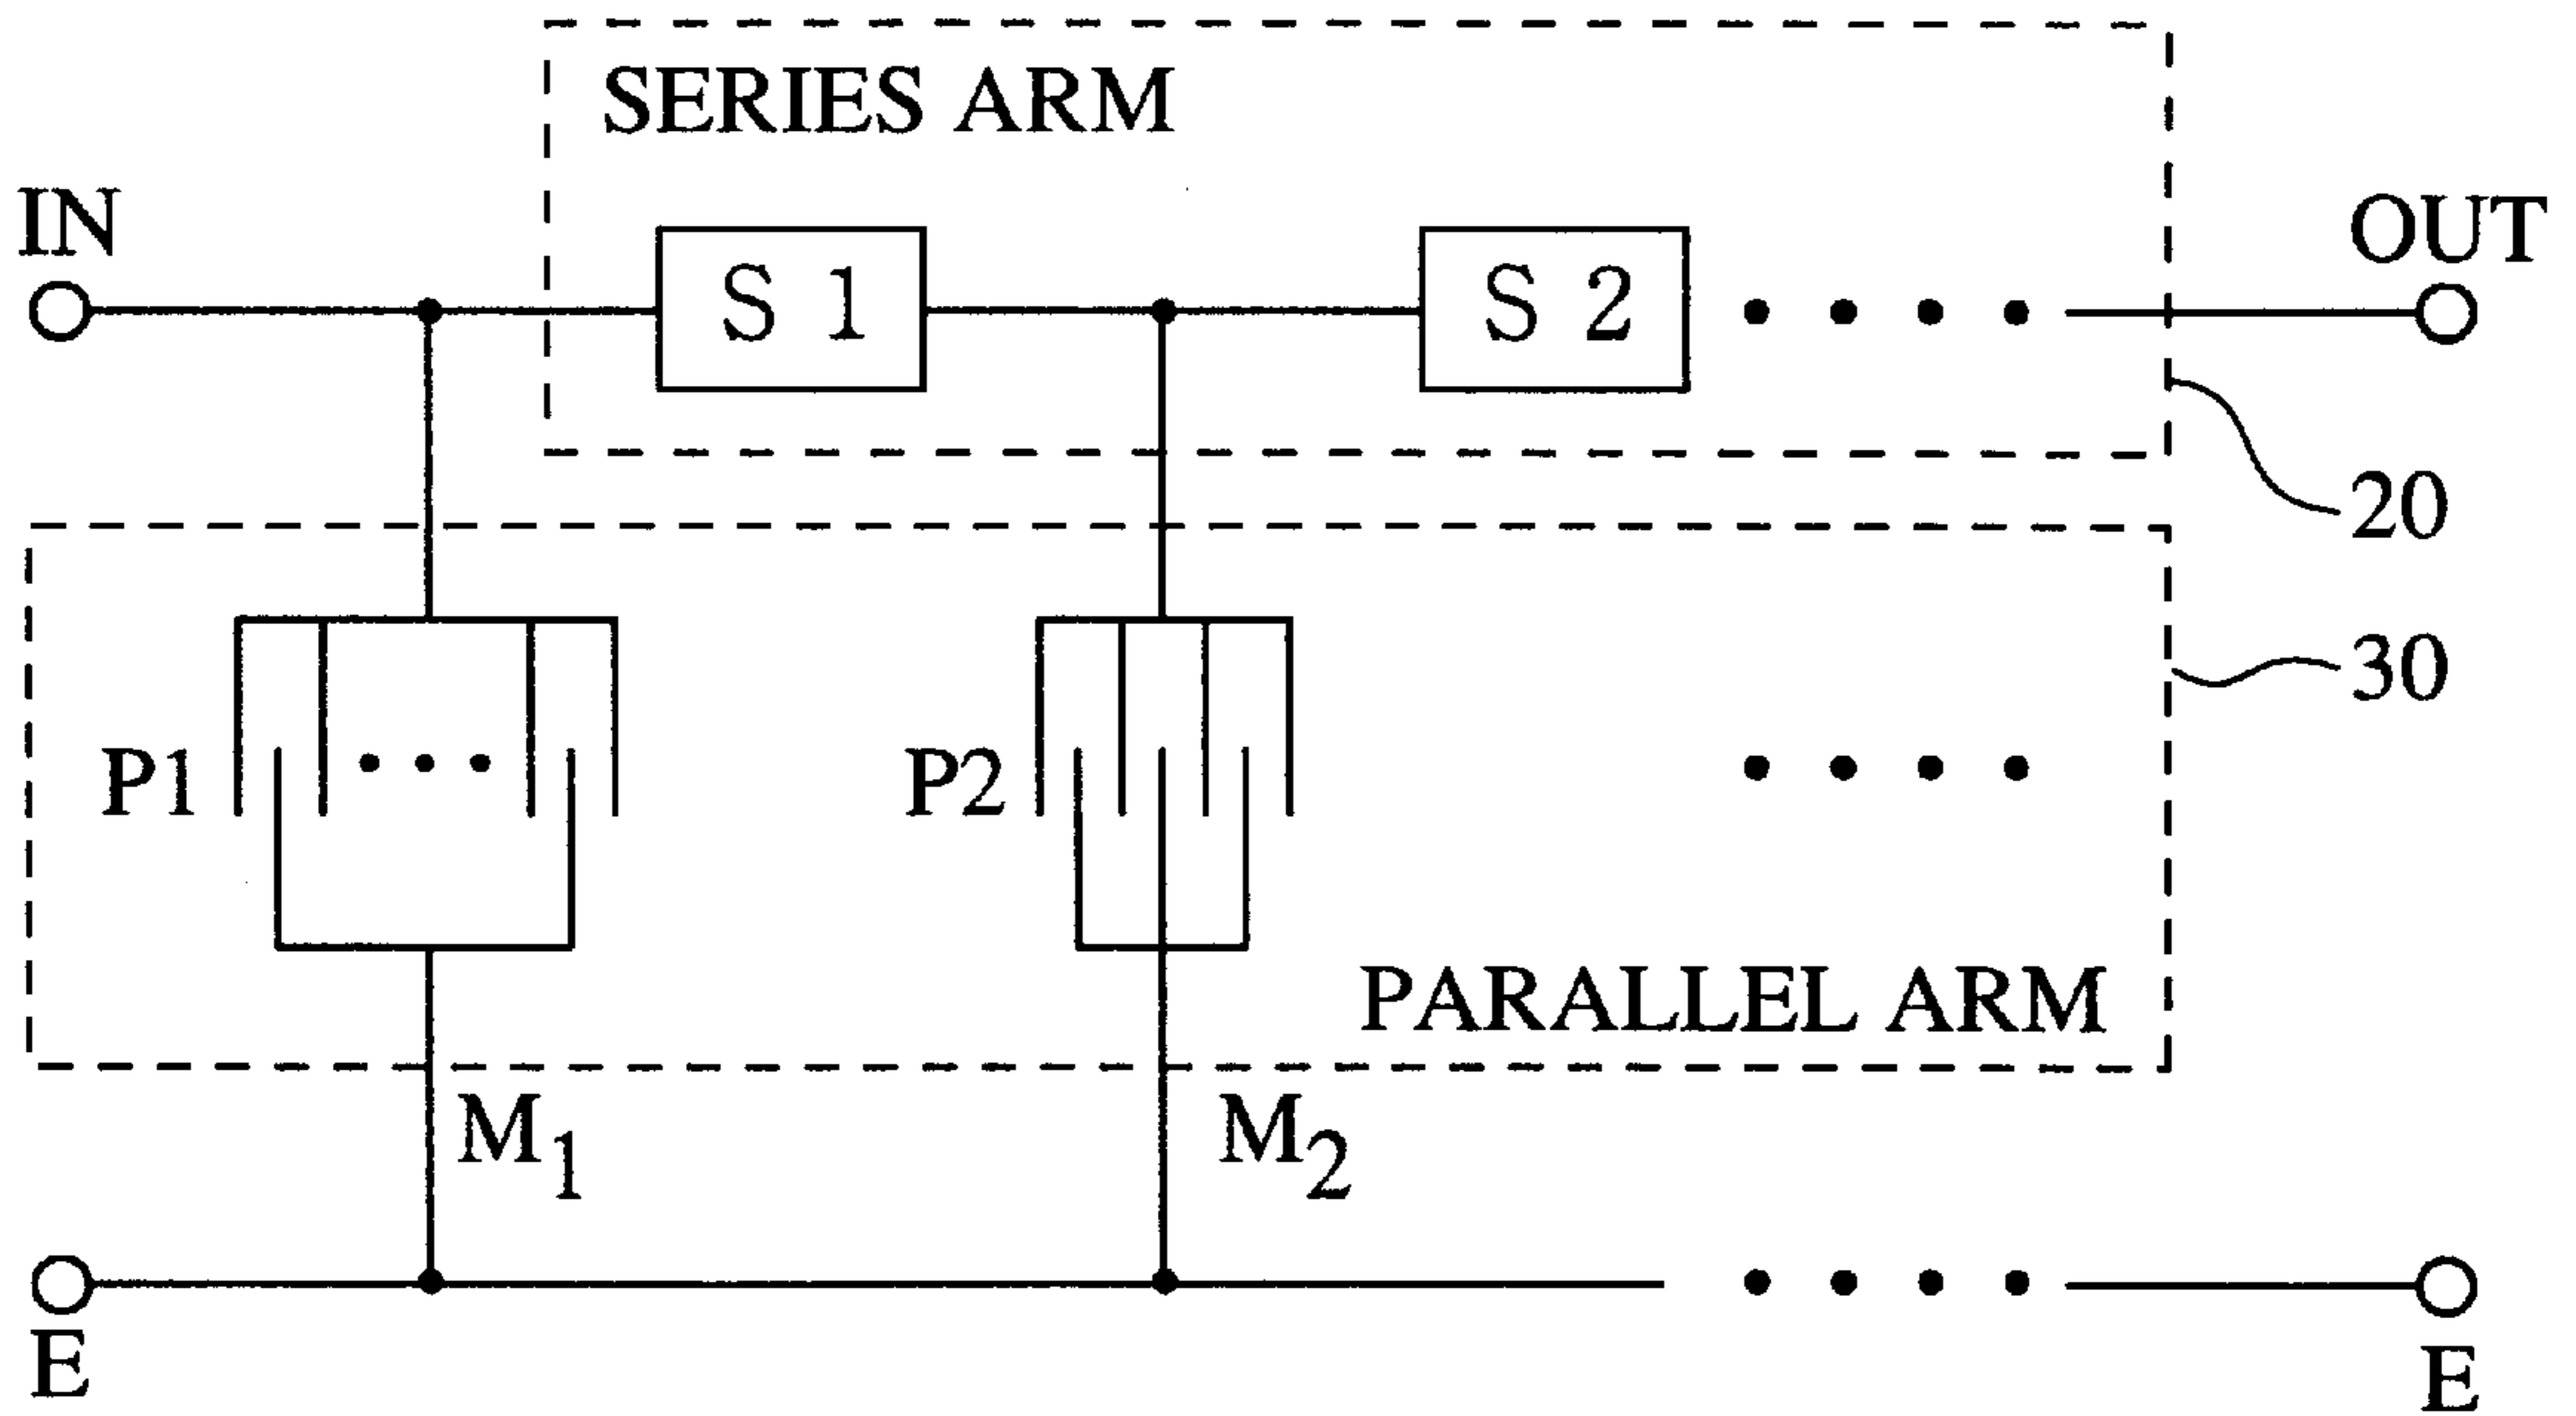 SERIES ARM
IN
OUT
S 1
S 2
20
30
P1
P2
PARALLEL ARM
M1
M2
E
E